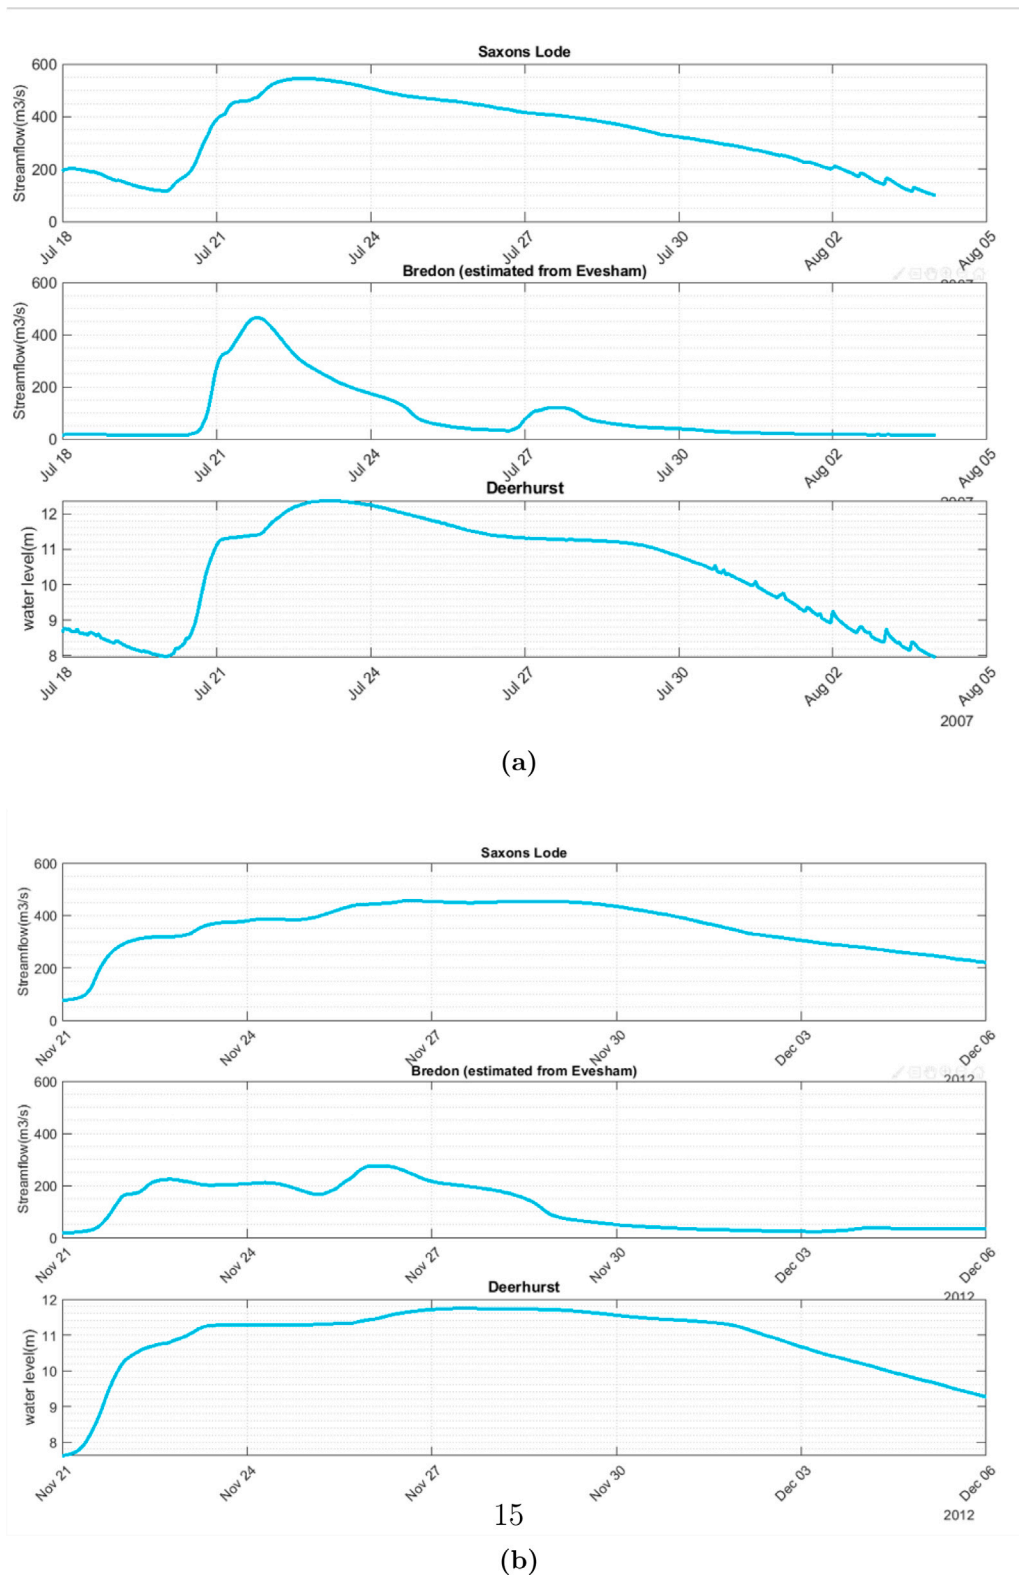 Saxons Lode
Streamflow(m3/s)
600
400
200
0
Jul 18
Jul 21
Jul 24
Jul 27
Jul 30
Aug 02
Aug 05
Bredon (estimated from Evesham)
Streamflow(m3/s)
600
400
200
0
Jul 18
Jul 21
Jul 24
Jul 27
Jul 30
Aug 02
Aug 05
Deerhurst
water level(m)
12
11
10
9
8
Jul 18
Jul 21
Jul 24
Jul 27
Jul 30
Aug 02
Aug 05
2007
(a)
Saxons Lode
Streamflow(m3/s)
600
400
200
0
Nov 21
Nov 24
Nov 27
Nov 30
Dec 03
Dec 06
Bredon (estimated from Evesham)
2012
Streamflow(m3/s)
600
400
200
0
Nov 21
Nov 24
Nov 27
Nov 30
Dec 03
Dec 06
Deerhurst
2012
water level(m)
12
11
10
9
8
Nov 21
Nov 24
Nov 27
Nov 30
Dec 03
Dec 06
2012
15
(b)